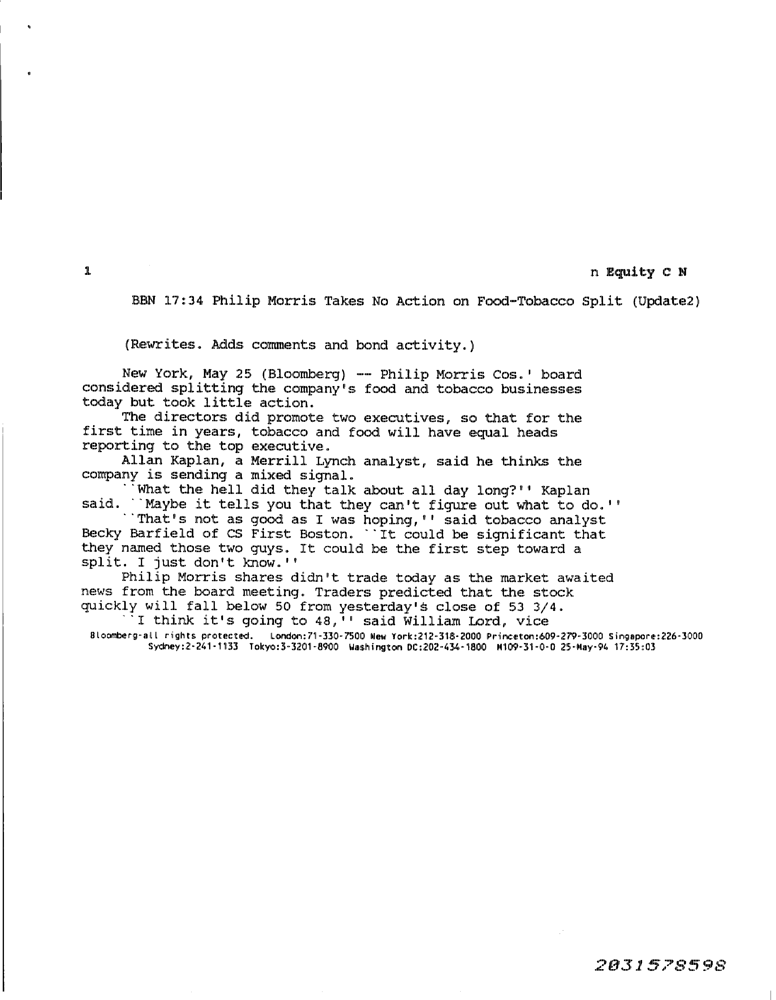 1 n Equity C N
BBN 17:34 Philip Morris Takes No Action on Food-Tobacco Split (Update2)
(Rewrites. Adds comments and bond activity.)
New York, May 25 (Bloomberg) -- Philip Morris Cos.' board
considered splitting the company's food and tobacco businesses
today but took little action.
The directors did promote two executives, so that for the
first time in years, tobacco and food will have equal heads
reporting to the top executive.
Allan Kaplan, a Merrill Lynch analyst, said he thinks the
company is sending a mixed signal.
``What the hell did they talk about all day long?'' Kaplan
said. ``Maybe it tells you that they can't figure out what to do.''
``That's not as good as I was hoping,'' said tobacco analyst
Becky Barfield of CS First Boston. ``It could be significant that
they named those two guys. It could be the first step toward a
split. I just don't know.''
Philip Morris shares didn't trade today as the market awaited
news from the board meeting. Traders predicted that the stock
quickly will fall below 50 from yesterday's close of 53 3/4.
``I think it's going to 48,'' said William Lord, vice
Bloomberg-all rights protected. London:71-330-7500 New York:212-318-2000 Princeton:609-279-3000 Singapore:226-3000
Sydney:2-241-1133 Tokyo:3-3201-8900 Washington DC:202-434-1800 M109-31-0-0 25-May-94 17:35:03
2031578598